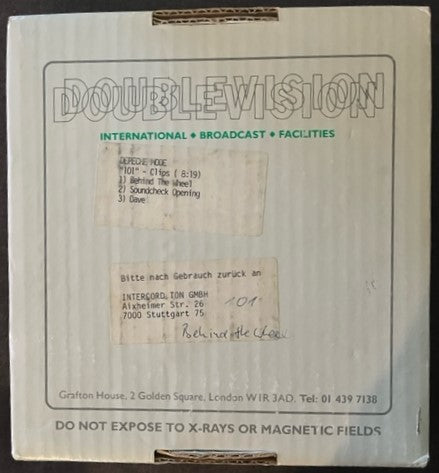 DOUBLEVISION
INTERNATIONAL ◆ BROADCAST ◆ FACILITIES
DEPECHE MODE
"101" - Clips ( 8:19)
1) Behind The Wheel
2) Soundcheck Opening
3) Dave
Bitte nach Gebrauch zurück an
INTERCORD TON GMBH
Aixheimer Str. 26
7000 Stuttgart 75
101
Behind the Wheel
Grafton House, 2 Golden Square, London W1R 3AD. Tel: 01 439 7138
DO NOT EXPOSE TO X-RAYS OR MAGNETIC FIELDS